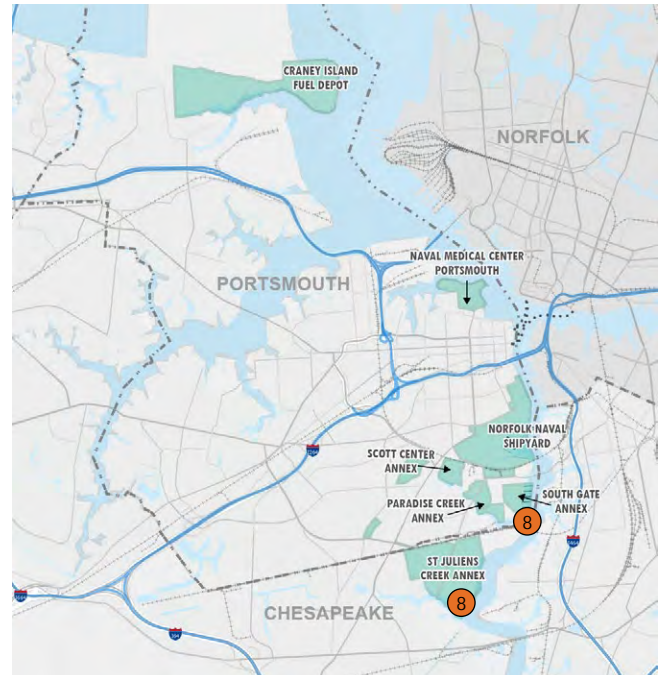 CRANEY ISLAND
FUEL DEPOT
NORFOLK
NAVAL MEDICAL CENTER
PORTSMOUTH
PORTSMOUTH
NORFOLK NAVAL
SHIPYARD
SCOTT CENTER
ANNEX
PARADISE CREEK
ANNEX
SOUTH GATE
ANNEX
8
ST JULIENS
CREEK ANNEX
8
CHESAPEAKE